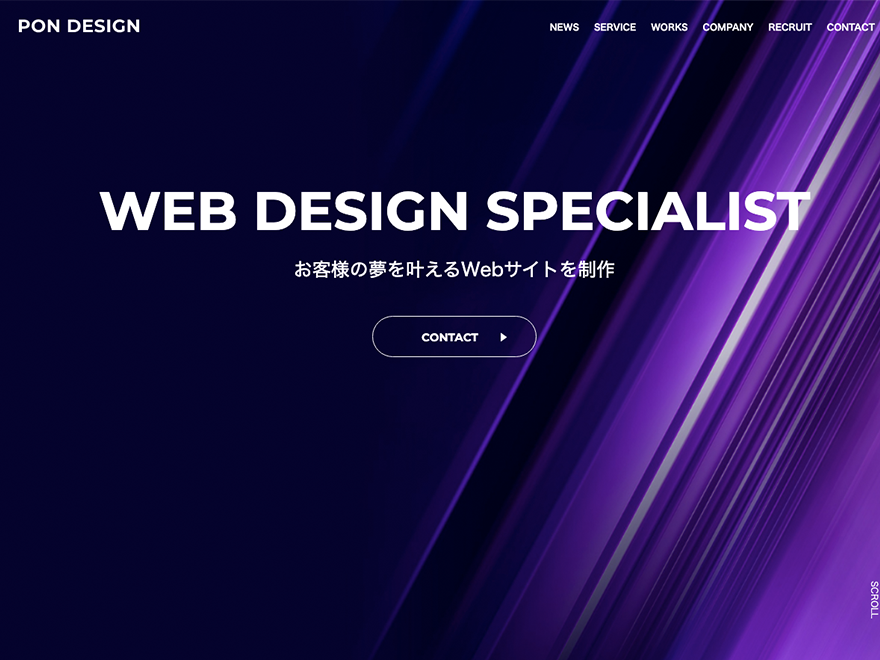 PON DESIGN
NEWS SERVICE WORKS COMPANY RECRUIT CONTACT
WEB DESIGN SPECIALIST
お客様の夢を叶えるWebサイトを制作
CONTACT
SCROLL